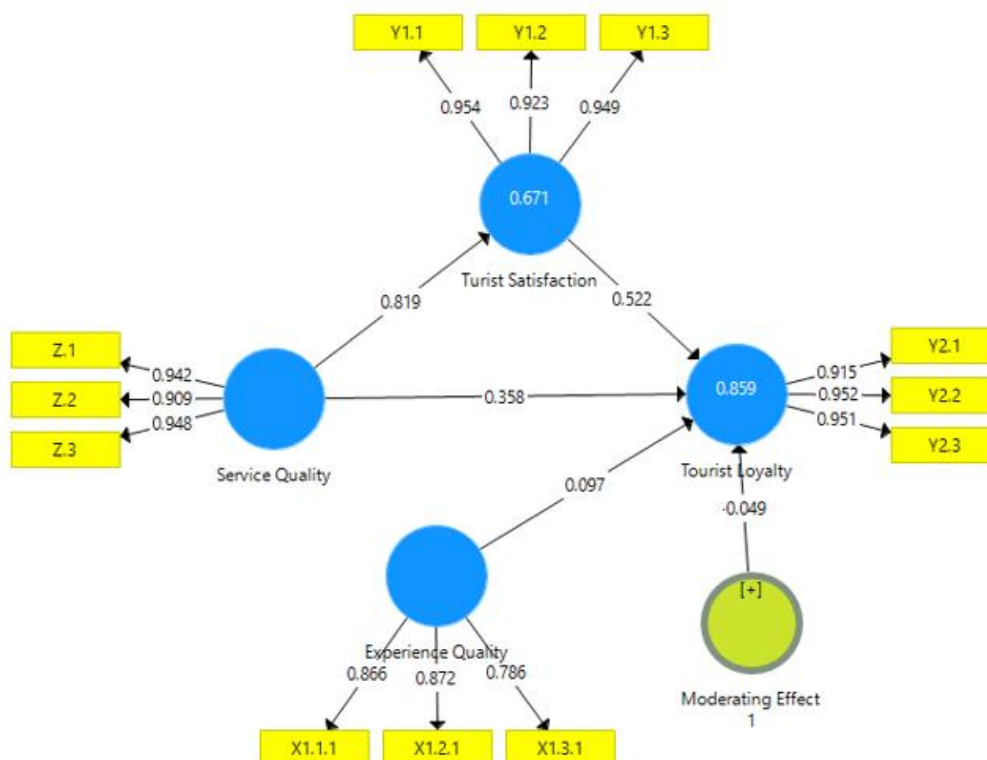 Y1.1 Y1.2 Y1.3
0.954 0.923 0.949
0.671
Turist Satisfaction
0.819 0.522
Z.1
Z.2
Z.3
0.942
0.909
0.948
Service Quality
0.358
0.859
Tourist Loyalty
0.915
0.952
0.951
Y2.1
Y2.2
Y2.3
0.097
-0.049
[+]
Moderating Effect
1
Experience Quality
0.866 0.872 0.786
X1.1.1 X1.2.1 X1.3.1